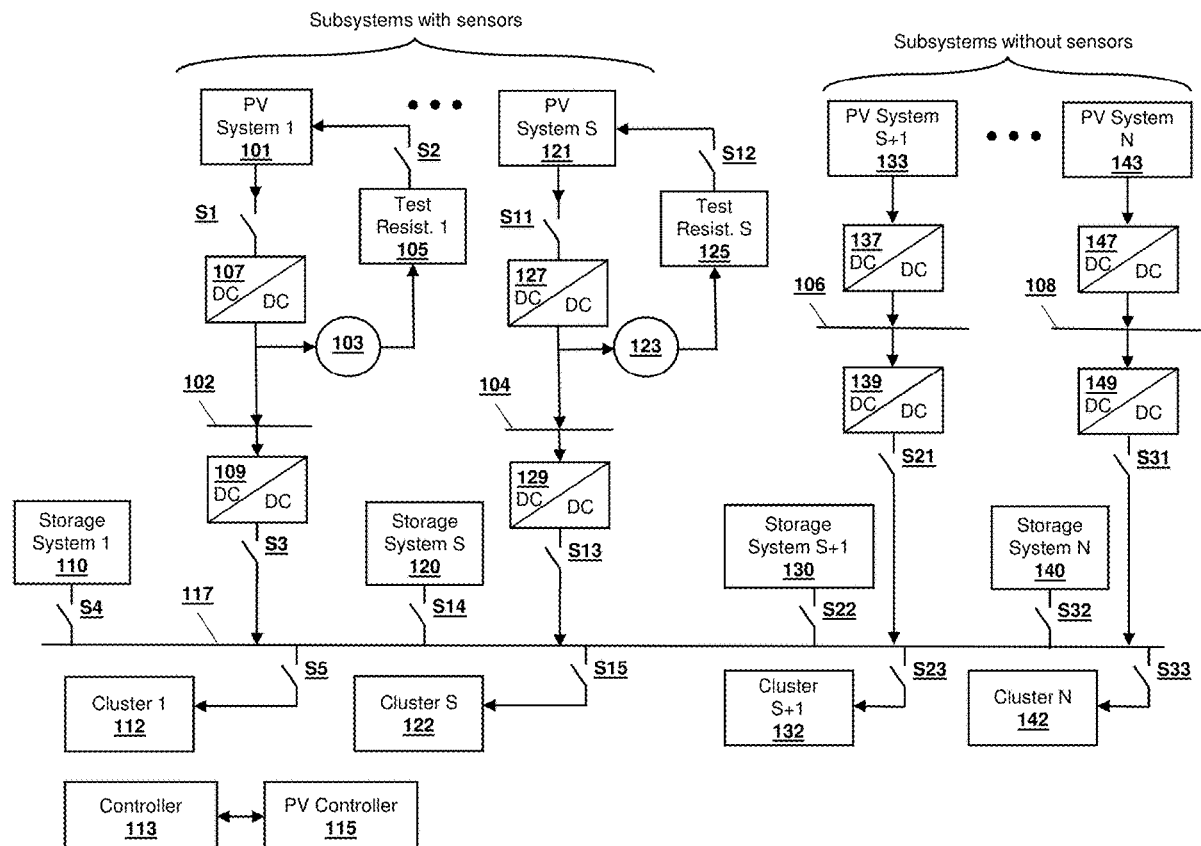 Subsystems with sensors
Subsystems without sensors
PV
System 1
101
S2
PV
System S
121
S12
PV System
S+1
133
PV System
N
143
S1
Test
Resist. 1
105
S11
Test
Resist. S
125
107
DC
DC
127
DC
DC
137
DC
DC
147
DC
DC
103
123
106
108
102
104
139
DC
DC
149
DC
DC
109
DC
DC
129
DC
DC
S21
S31
Storage
System 1
110
S3
Storage
System S
120
S13
Storage
System S+1
130
Storage
System N
140
S4
117
S14
S22
S32
S5
S15
S23
S33
Cluster 1
112
Cluster S
122
Cluster
S+1
132
Cluster N
142
Controller
113
PV Controller
115